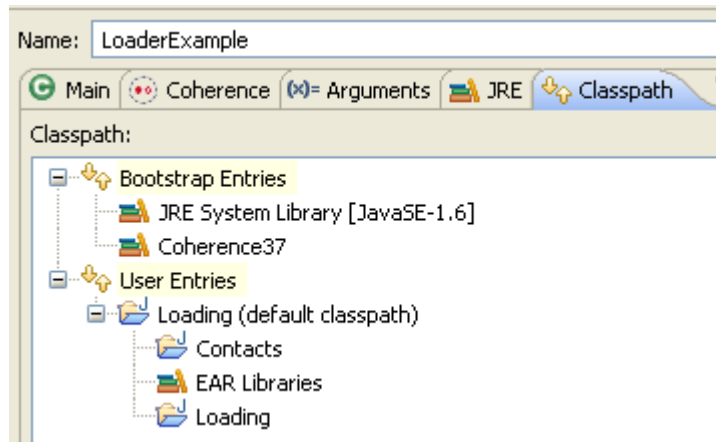 Name: LoaderExample
Main Coherence (x)= Arguments JRE Classpath
Classpath:
Bootstrap Entries
JRE System Library [JavaSE-1.6]
Coherence37
User Entries
Loading (default classpath)
Contacts
EAR Libraries
Loading